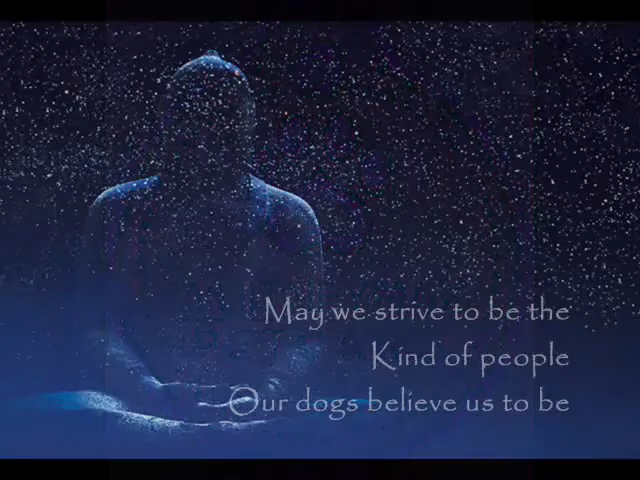 May we strive to be the
Kind of people
Our dogs believe us to be